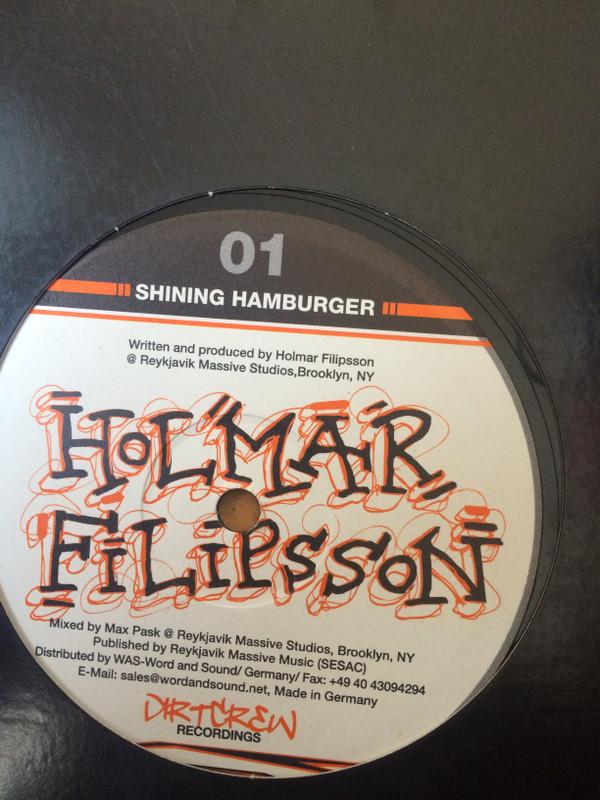 01
SHINING HAMBURGER
Written and produced by Holmar Filipsson
@ Reykjavik Massive Studios,Brooklyn, NY
HOLMAR
FILIPSSON
Mixed by Max Pask @ Reykjavik Massive Studios, Brooklyn, NY
Published by Reykjavik Massive Music (SESAC)
Distributed by WAS-Word and Sound/ Germany/ Fax: +49 40 43094294
E-Mail: sales@wordandsound.net, Made in Germany
DIRTCREW
RECORDINGS